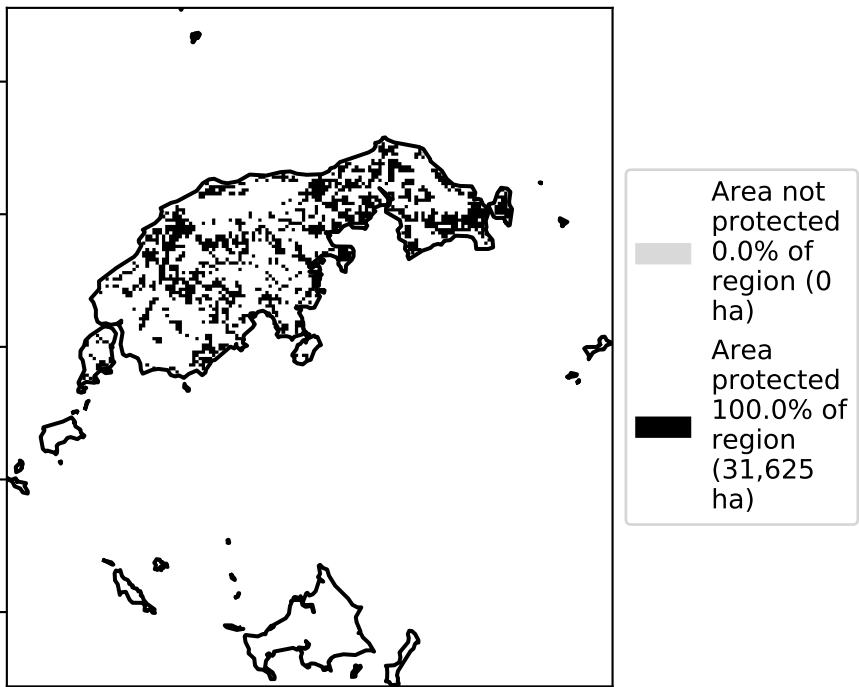 Area not
protected
0.0% of
region (0
ha)
Area
protected
100.0% of
region
(31,625
ha)